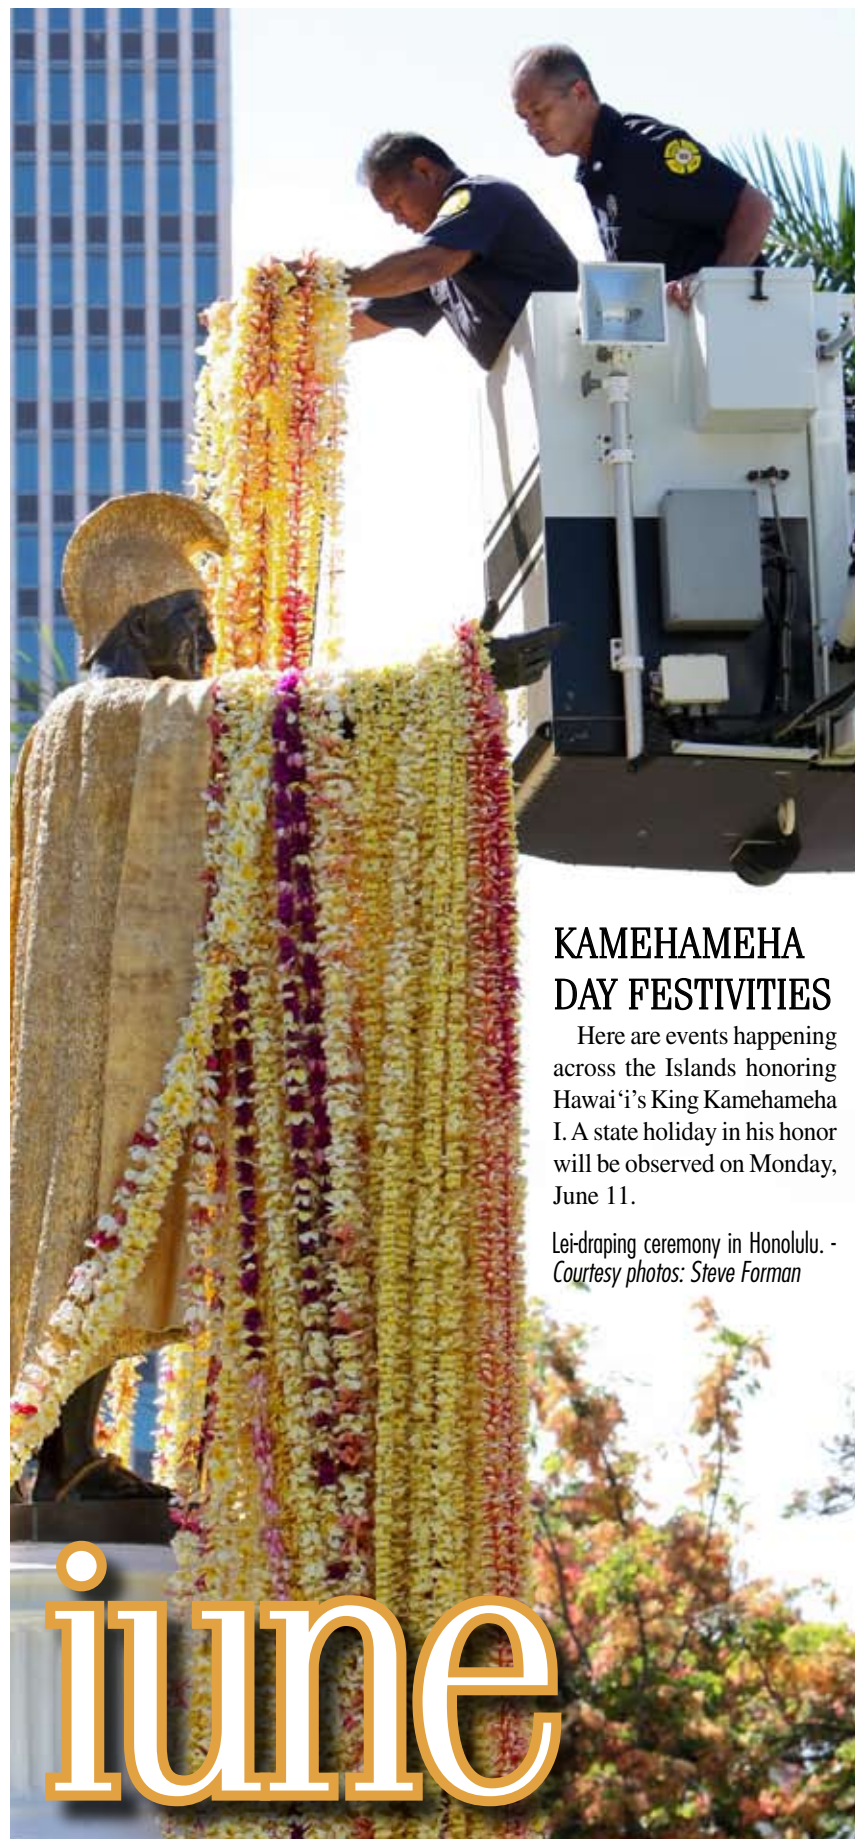 KAMEHAMEHA
DAY FESTIVITIES
Here are events happening
across the Islands honoring
Hawai‘i’s King Kamehameha
I. A state holiday in his honor
will be observed on Monday,
June 11.
Lei-draping ceremony in Honolulu. -
Courtesy photos: Steve Forman
iune